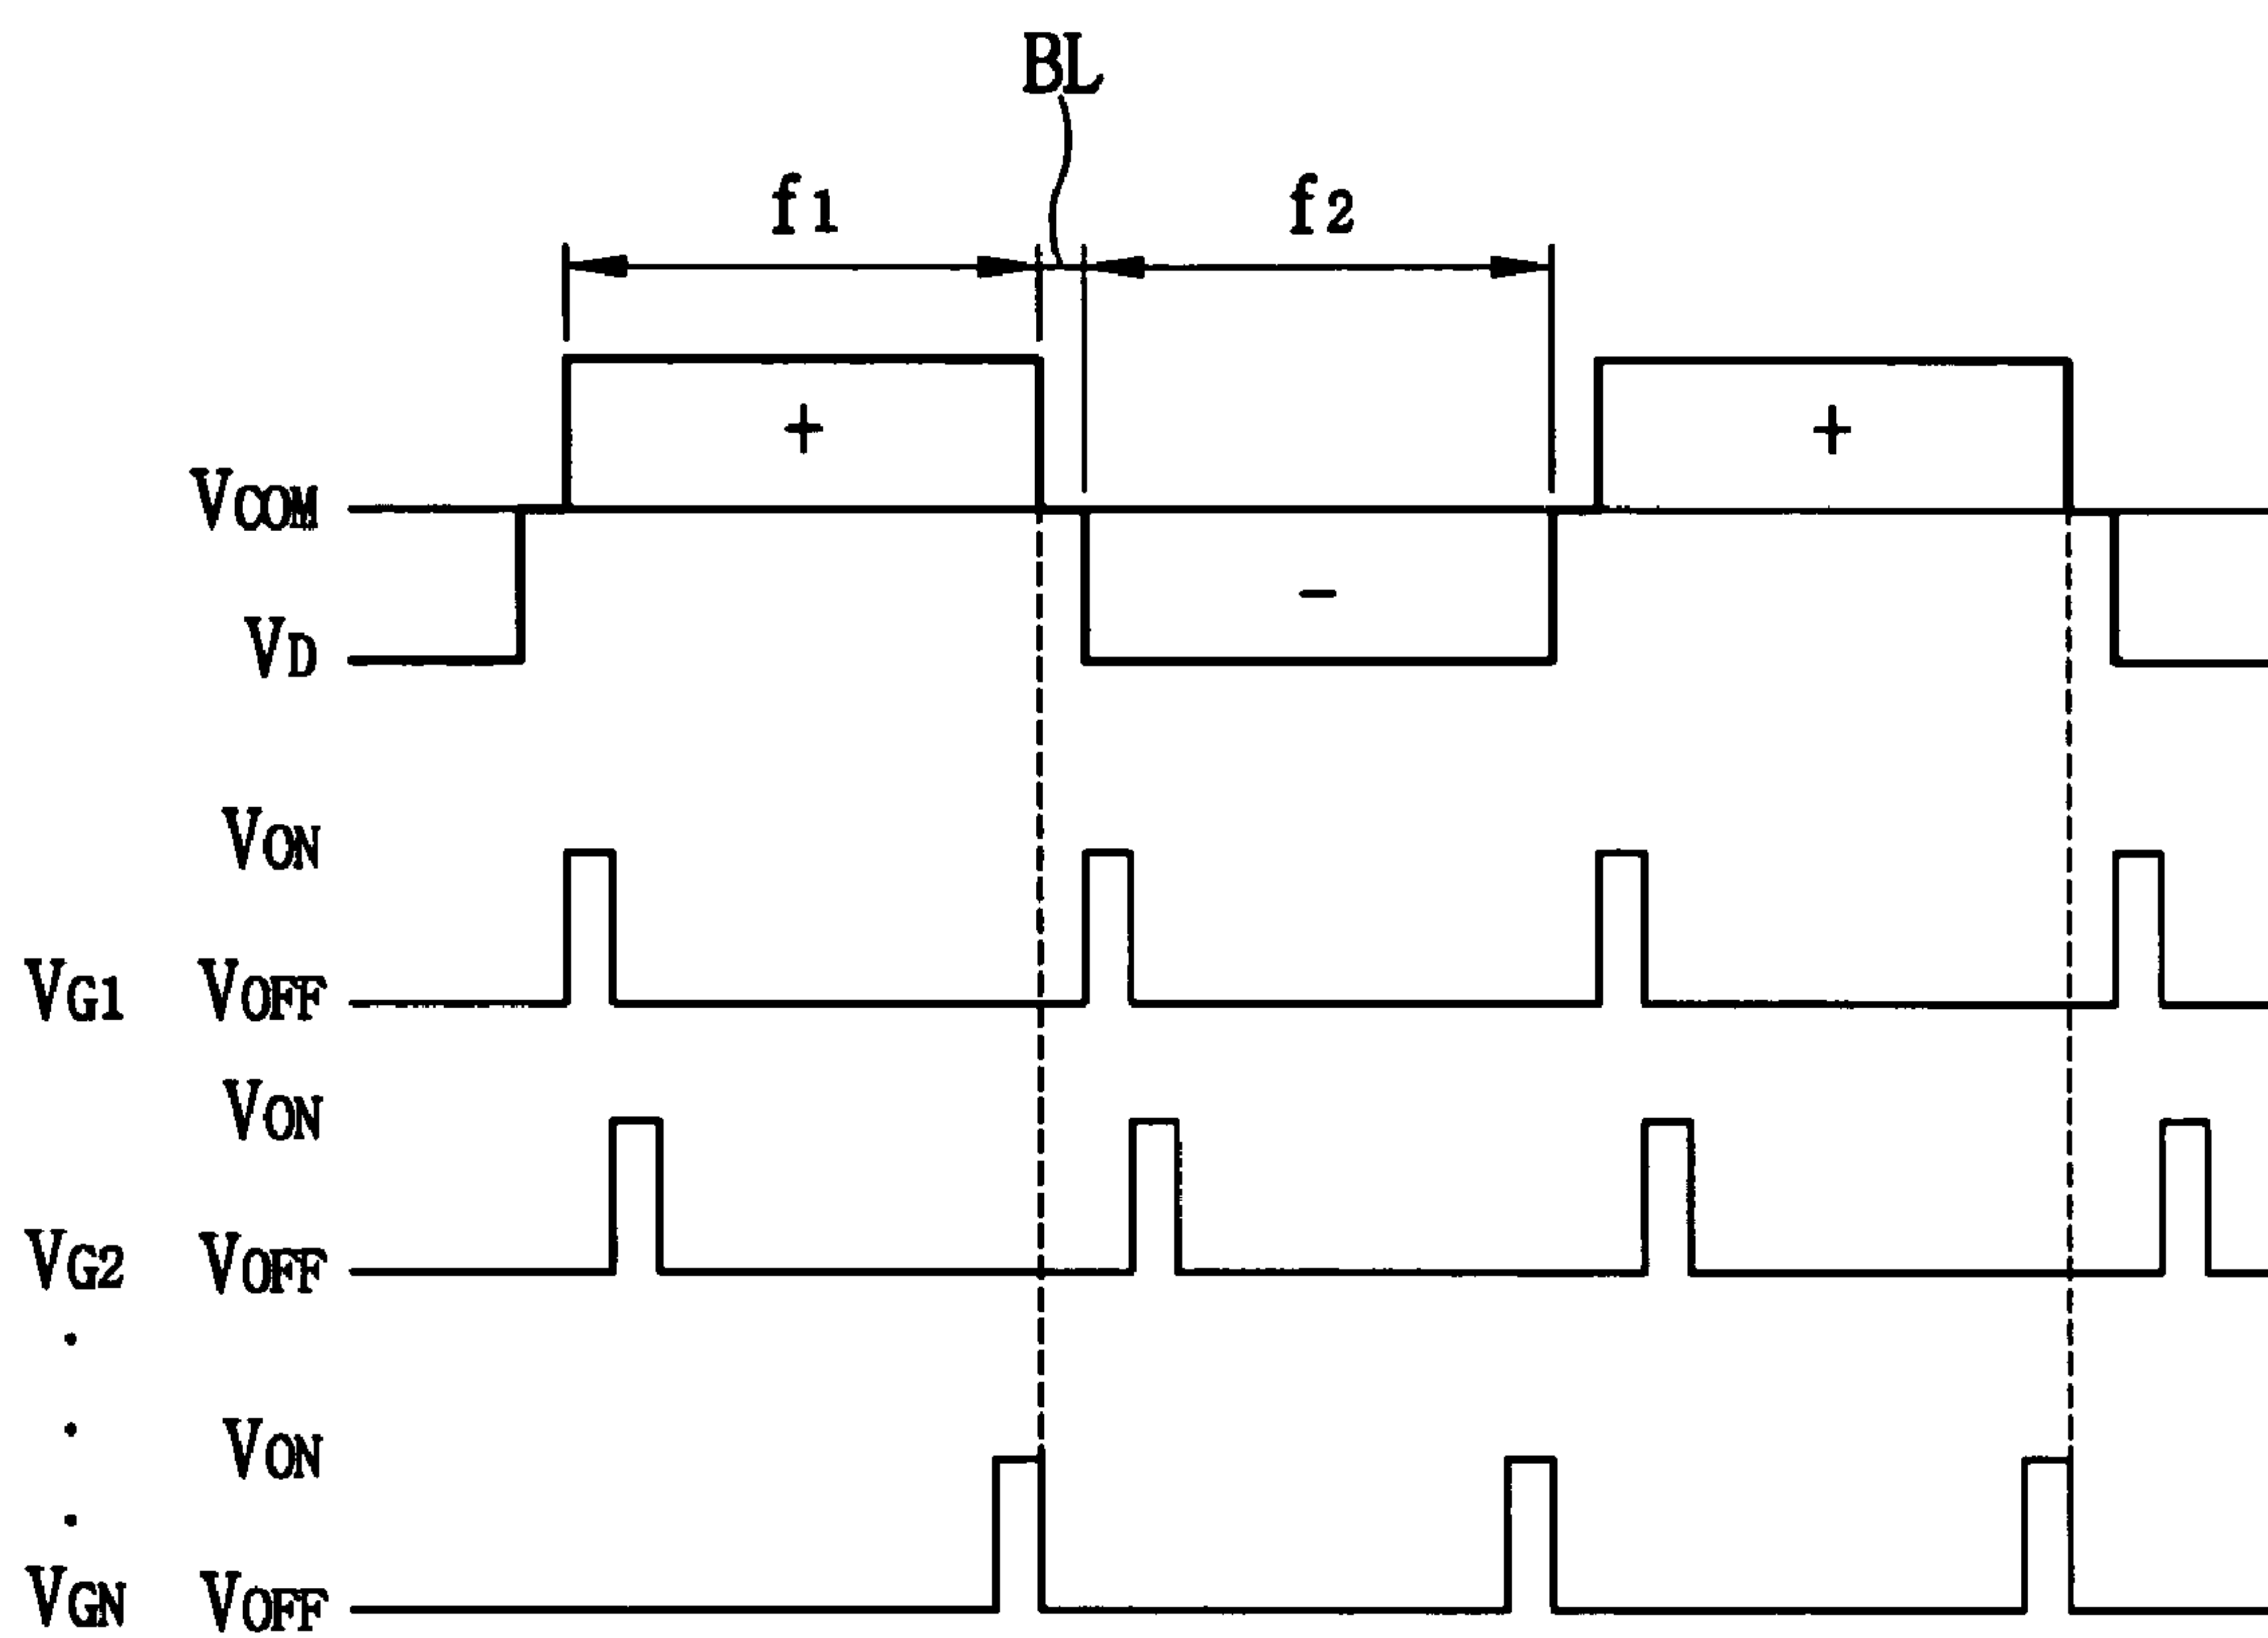 BL
f1 f2
+ +
VCOM
−
VD
VON
VG1 VOFF
VON
VG2 VOFF
VON
VGN VOFF